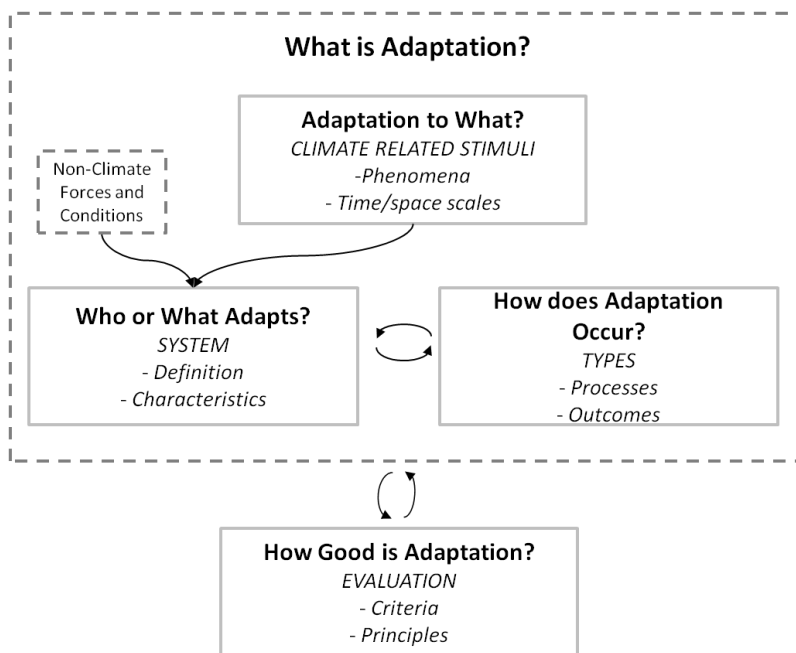 What is Adaptation?
Adaptation to What?
CLIMATE RELATED STIMULI
-Phenomena
- Time/space scales
Non-Climate
Forces and
Conditions
Who or What Adapts?
SYSTEM
- Definition
- Characteristics
How does Adaptation
Occur?
TYPES
- Processes
- Outcomes
How Good is Adaptation?
EVALUATION
- Criteria
- Principles